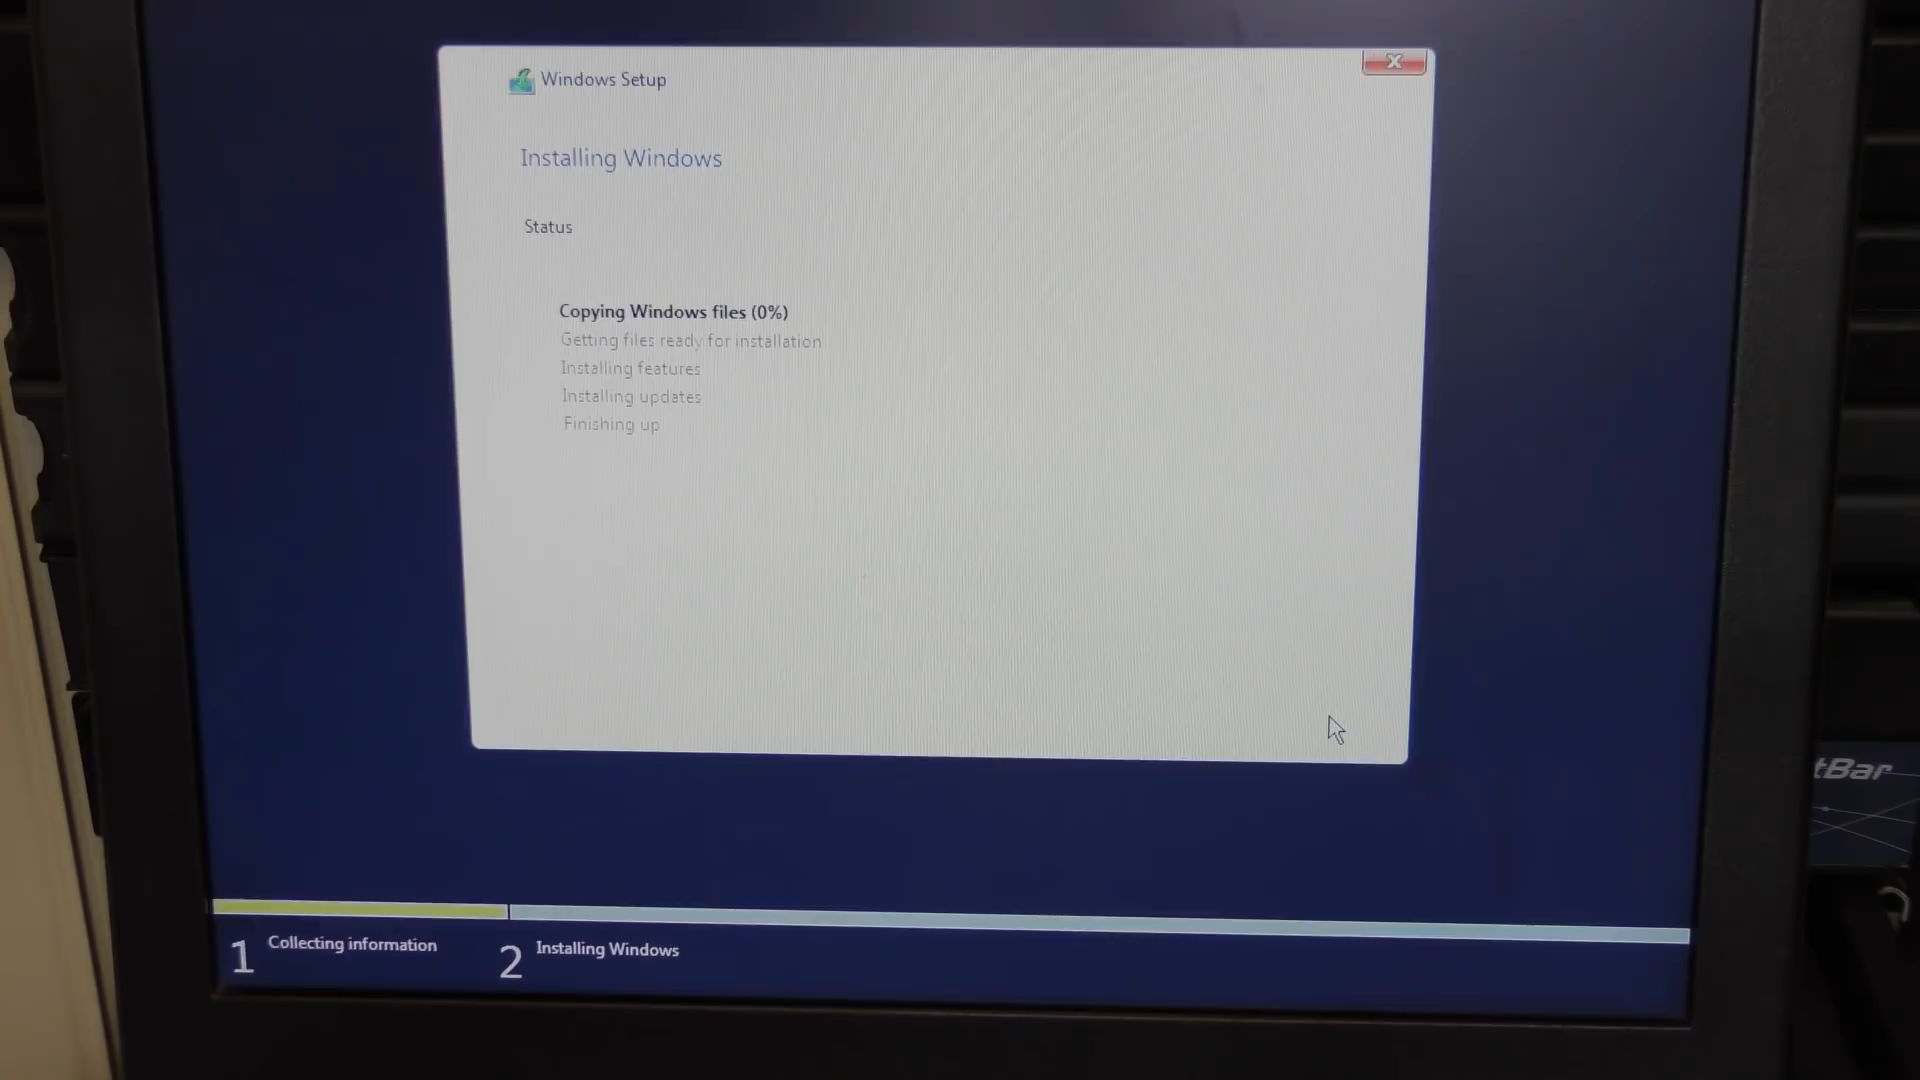 Windows Setup
X
Installing Windows
Status
Copying Windows files (0%)
Getting files ready for installation
Installing features
Installing updates
Finishing up
tBar
1 Collecting information
2 Installing Windows